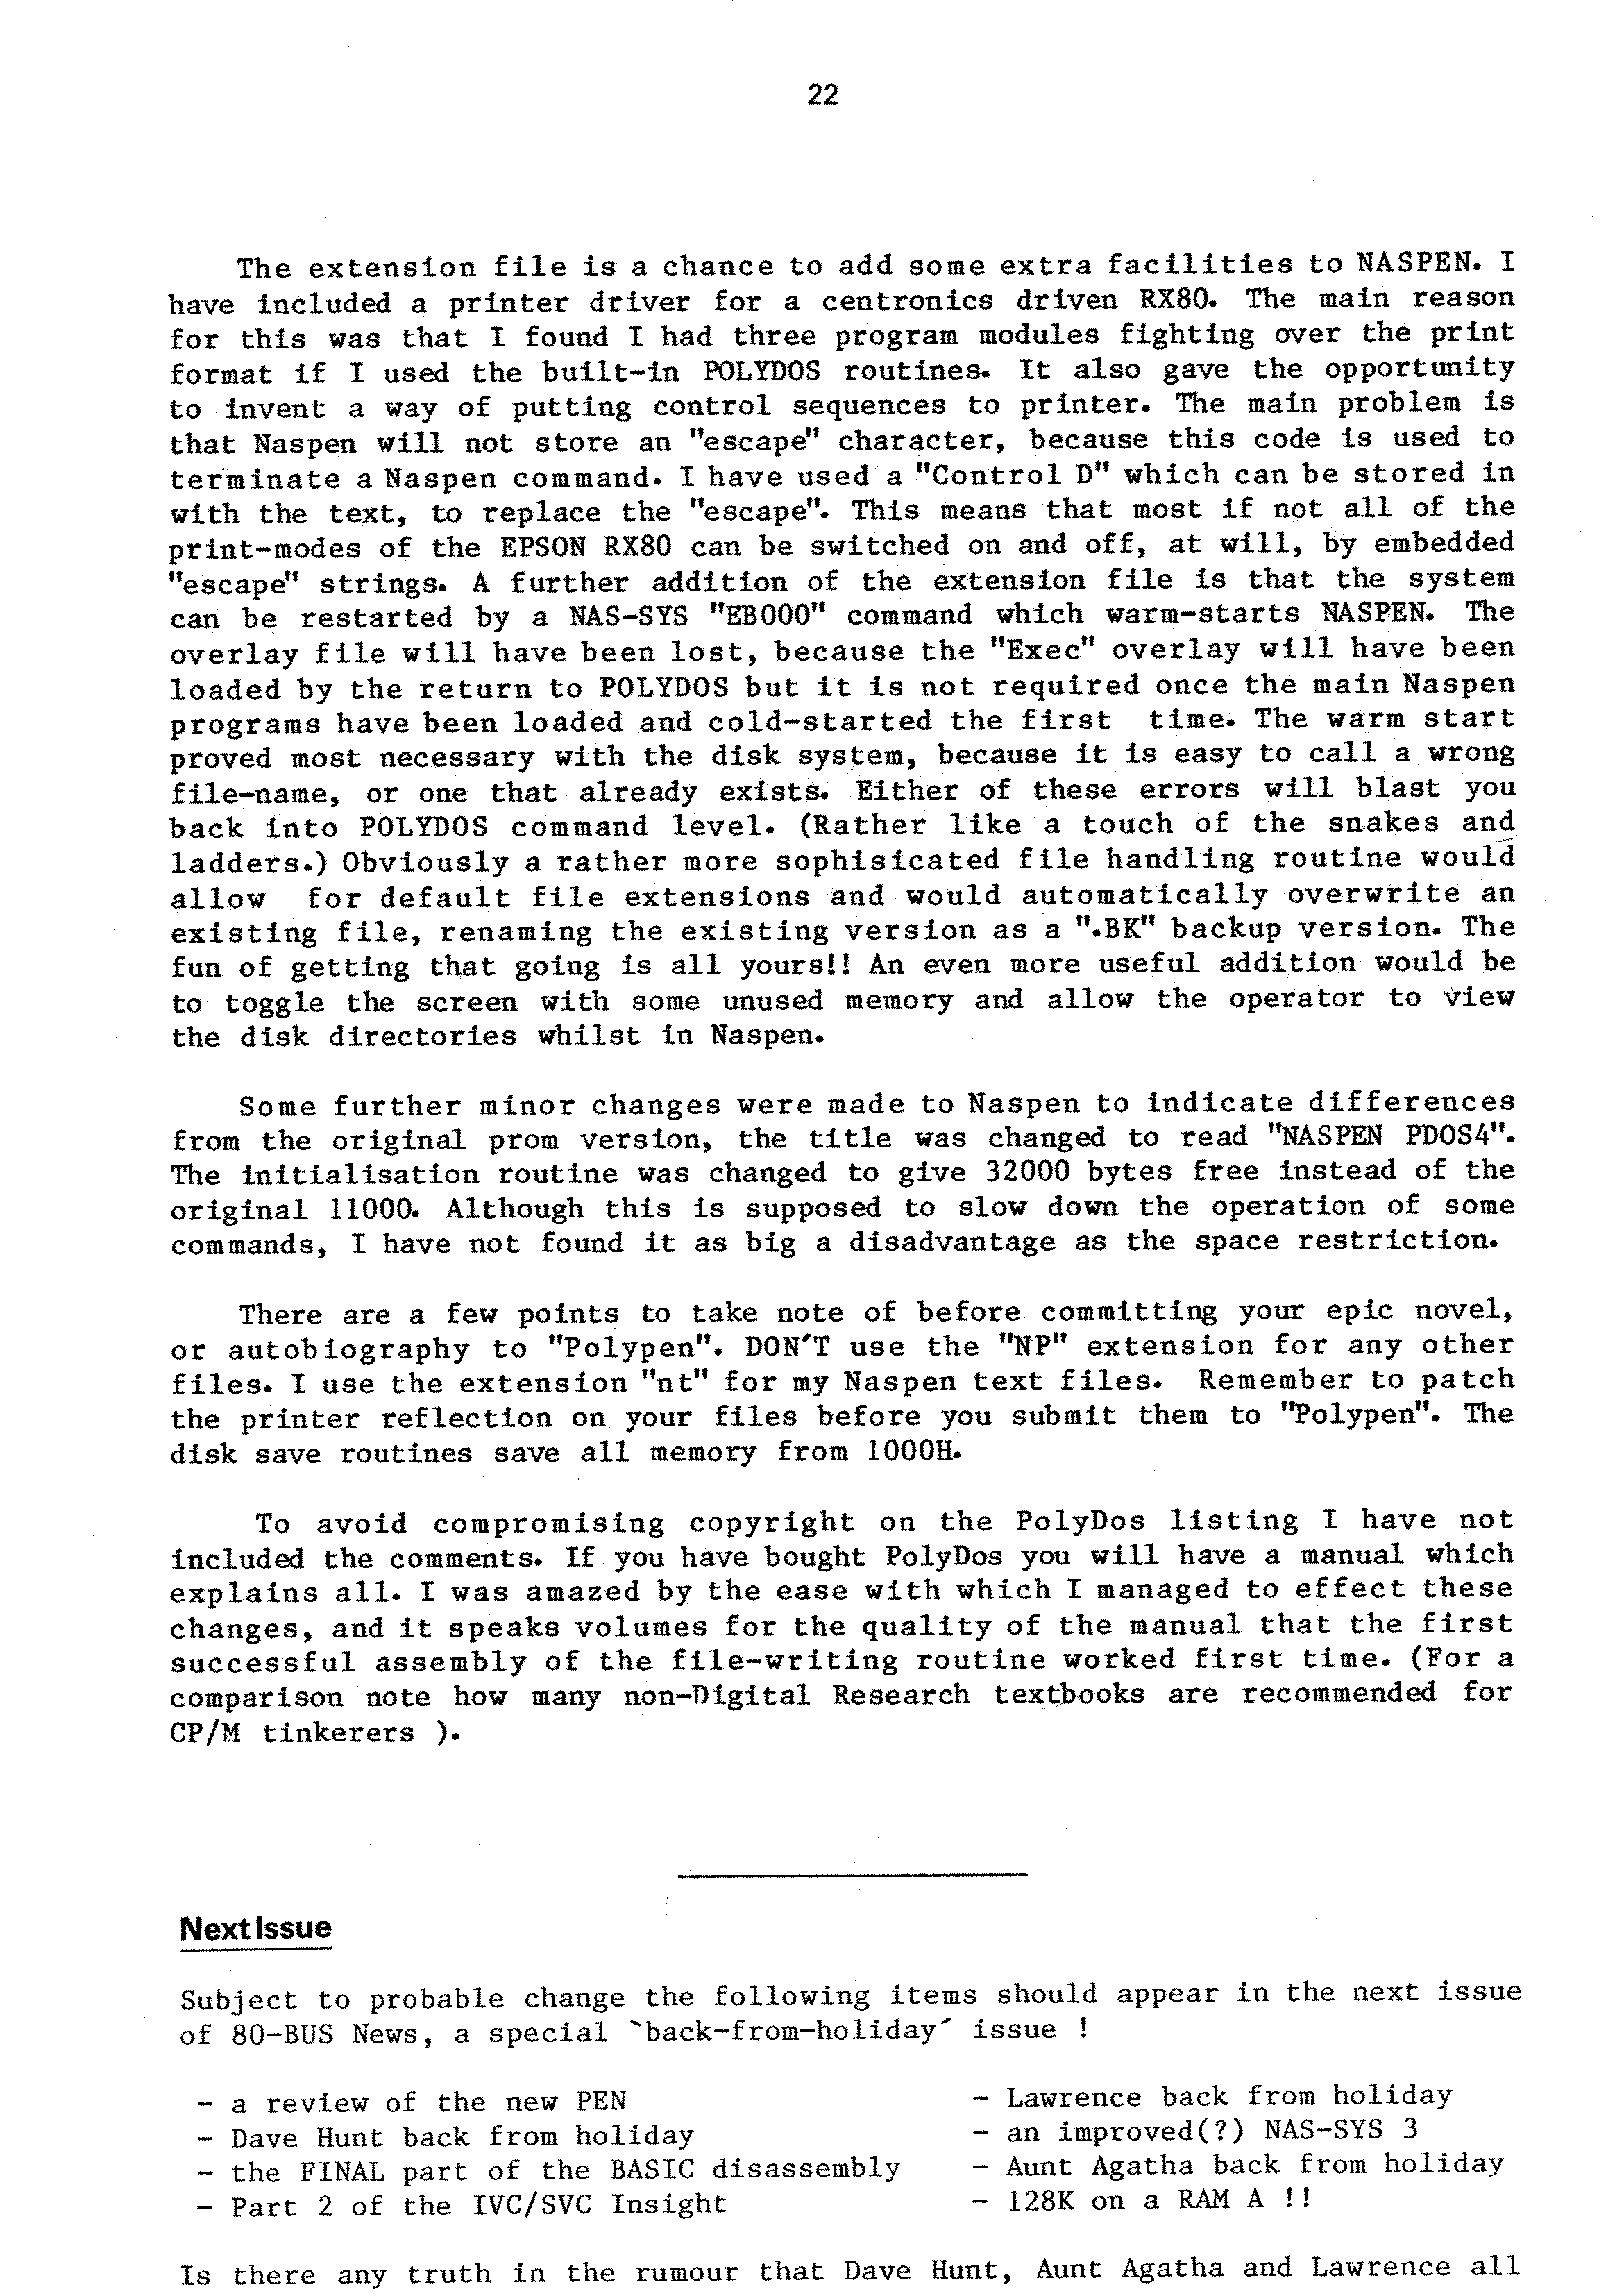 22
The extension file is a chance to add some extra facilities to NASPEN. I
have included a printer driver for a centronics driven RX80. The main reason
for this was that I found I had three program modules fighting over the print
format if I used the built-in POLYDOS routines. It also gave the opportunity
to invent a way of putting control sequences to printer. The main problem is
that Naspen will not store an "escape" character, because this code is used to
terminate a Naspen command. I have used a "Control D" which can be stored in
with the text, to replace the "escape". This means that most if not all of the
print-modes of the EPSON RX80 can be switched on and off, at will, by embedded
"escape" strings. A further addition of the extension file is that the system
can be restarted by a NAS-SYS "EB000" command which warm-starts NASPEN. The
overlay file will have been lost, because the "Exec" overlay will have been
loaded by the return to POLYDOS but it is not required once the main Naspen
programs have been loaded and cold-started the first time. The warm start
proved most necessary with the disk system, because it is easy to call a wrong
file-name, or one that already exists. Either of these errors will blast you
back into POLYDOS command level. (Rather like a touch of the snakes and
ladders.) Obviously a rather more sophisicated file handling routine would
allow for default file extensions and would automatically overwrite an
existing file, renaming the existing version as a ".BK" backup version. The
fun of getting that going is all yours!! An even more useful addition would be
to toggle the screen with some unused memory and allow the operator to view
the disk directories whilst in Naspen.
Some further minor changes were made to Naspen to indicate differences
from the original prom version, the title was changed to read "NASPEN PDOS4".
The initialisation routine was changed to give 32000 bytes free instead of the
original 11000. Although this is supposed to slow down the operation of some
commands, I have not found it as big a disadvantage as the space restriction.
There are a few points to take note of before committing your epic novel,
or autobiography to "Polypen". DON'T use the "NP" extension for any other
files. I use the extension "nt" for my Naspen text files. Remember to patch
the printer reflection on your files before you submit them to "Polypen". The
disk save routines save all memory from 1000H.
To avoid compromising copyright on the PolyDos listing I have not
included the comments. If you have bought PolyDos you will have a manual which
explains all. I was amazed by the ease with which I managed to effect these
changes, and it speaks volumes for the quality of the manual that the first
successful assembly of the file-writing routine worked first time. (For a
comparison note how many non-Digital Research textbooks are recommended for
CP/M tinkerers ).
Next Issue
Subject to probable change the following items should appear in the next issue
of 80-BUS News, a special `back-from-holiday´ issue !
- a review of the new PEN
- Dave Hunt back from holiday
- the FINAL part of the BASIC disassembly
- Part 2 of the IVC/SVC Insight
- Lawrence back from holiday
- an improved(?) NAS-SYS 3
- Aunt Agatha back from holiday
- 128K on a RAM A !!
Is there any truth in the rumour that Dave Hunt, Aunt Agatha and Lawrence all